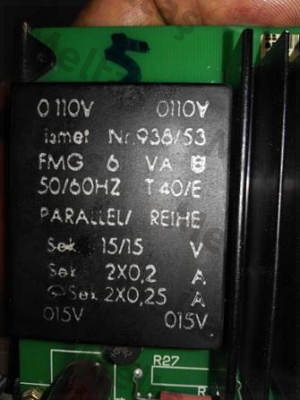 0 110V 0110V
ismet Nr. 938/53
FMG 6 VA
50/60HZ T40/E
PARALLEL/ REIHE
Sek 15/15 V
Sek 2X0,2 A
Sek 2X0,25 A
015V 015V
R27
R